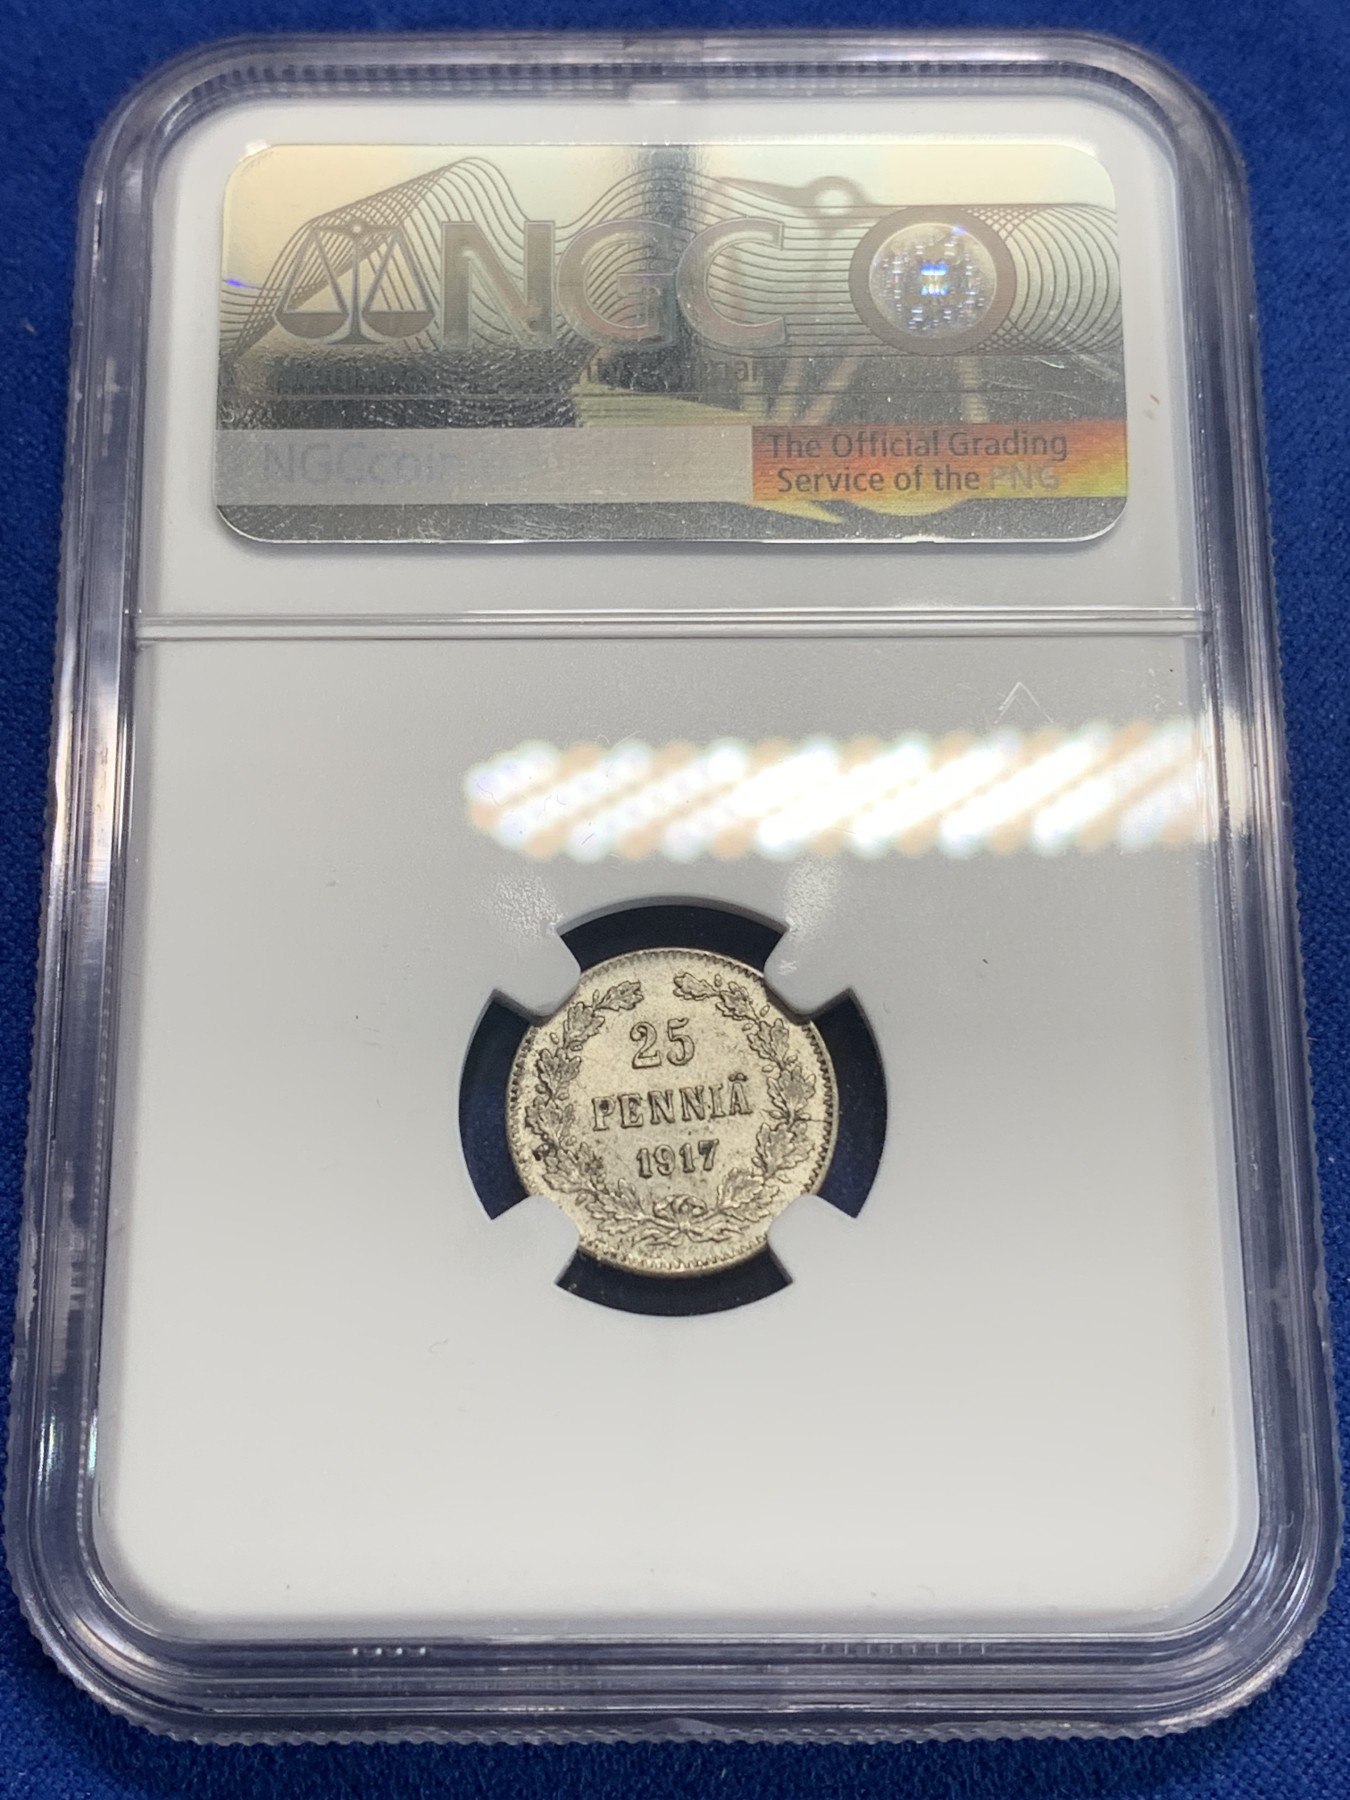 NGC
NGCcoin
The Official Grading
Service of the PNG
25
PENNIÄ
1917